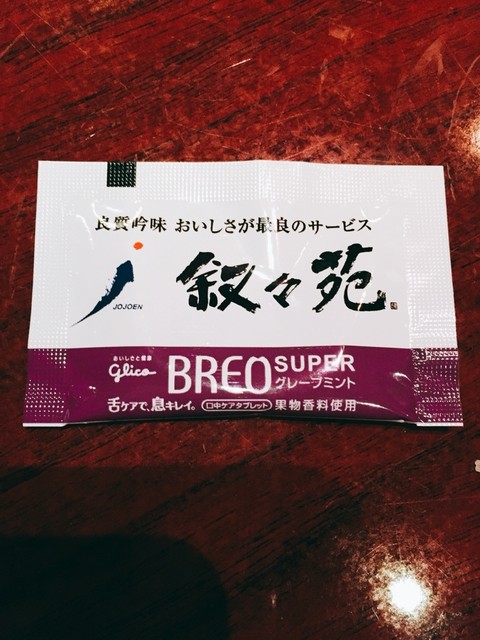 良質吟味 おいしさが最良のサービス
JOJOEN
叙々苑
おいしさと健康
glico
BREO SUPER
グレープミント
舌ケアで、息キレイ。 口中ケアタブレット 果物香料使用